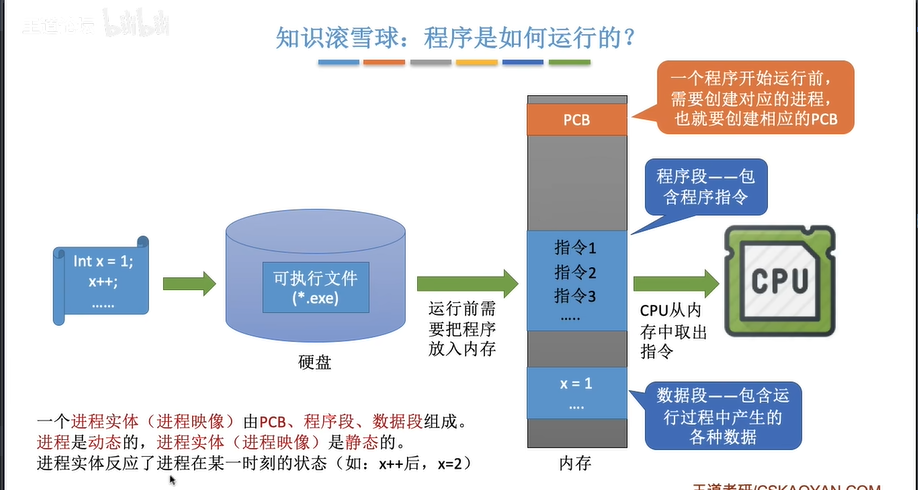 知识滚雪球：程序是如何运行的？
一个程序开始运行前，
需要创建对应的进程，
也就要创建相应的PCB
PCB
程序段——包
含程序指令
Int x = 1;
x++;
……
可执行文件
(*.exe)
硬盘
运行前需
要把程序
放入内存
指令1
指令2
指令3
…..
CPU从内
存中取出
指令
CPU
x = 1
….
数据段——包含运
行过程中产生的
各种数据
内存
一个进程实体（进程映像）由PCB、程序段、数据段组成。
进程是动态的，进程实体（进程映像）是静态的。
进程实体反应了进程在某一时刻的状态（如：x++后，x=2）
王道考研/CSKAOYAN.COM